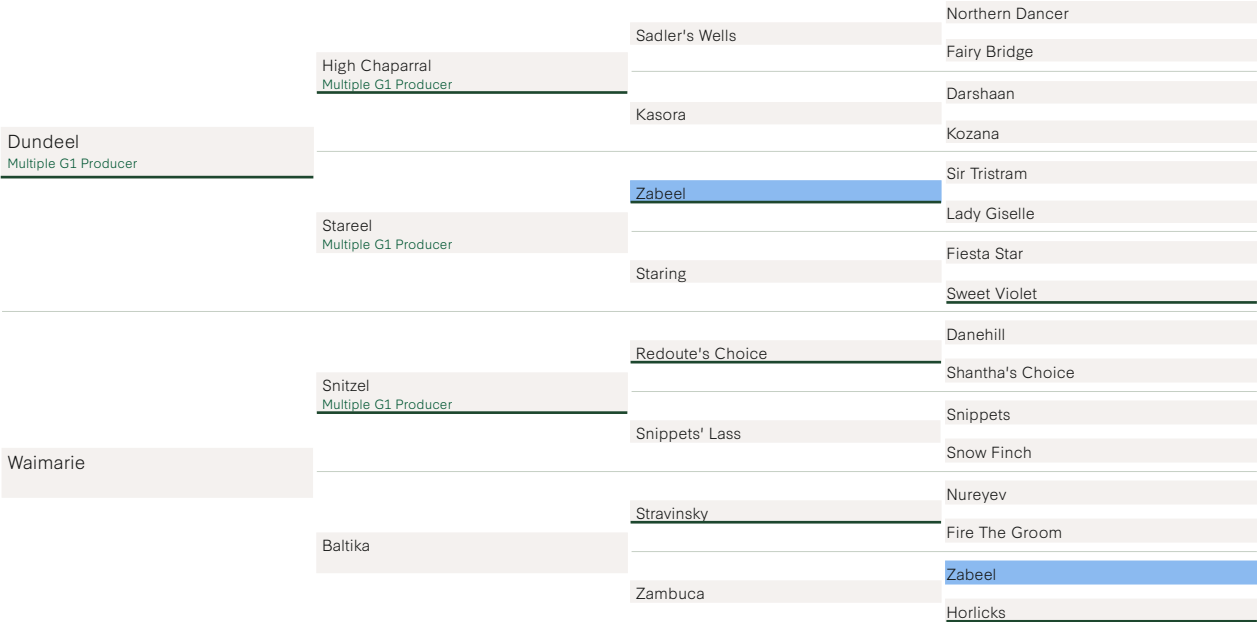 Dundeel
Multiple G1 Producer
Waimarie
High Chaparral
Multiple G1 Producer
Stareel
Multiple G1 Producer
Snitzel
Multiple G1 Producer
Baltika
Sadler's Wells
Kasora
Zabeel
Staring
Redoute's Choice
Snippets' Lass
Stravinsky
Zambuca
Northern Dancer
Fairy Bridge
Darshaan
Kozana
Sir Tristram
Lady Giselle
Fiesta Star
Sweet Violet
Danehill
Shantha's Choice
Snippets
Snow Finch
Nureyev
Fire The Groom
Zabeel
Horlicks